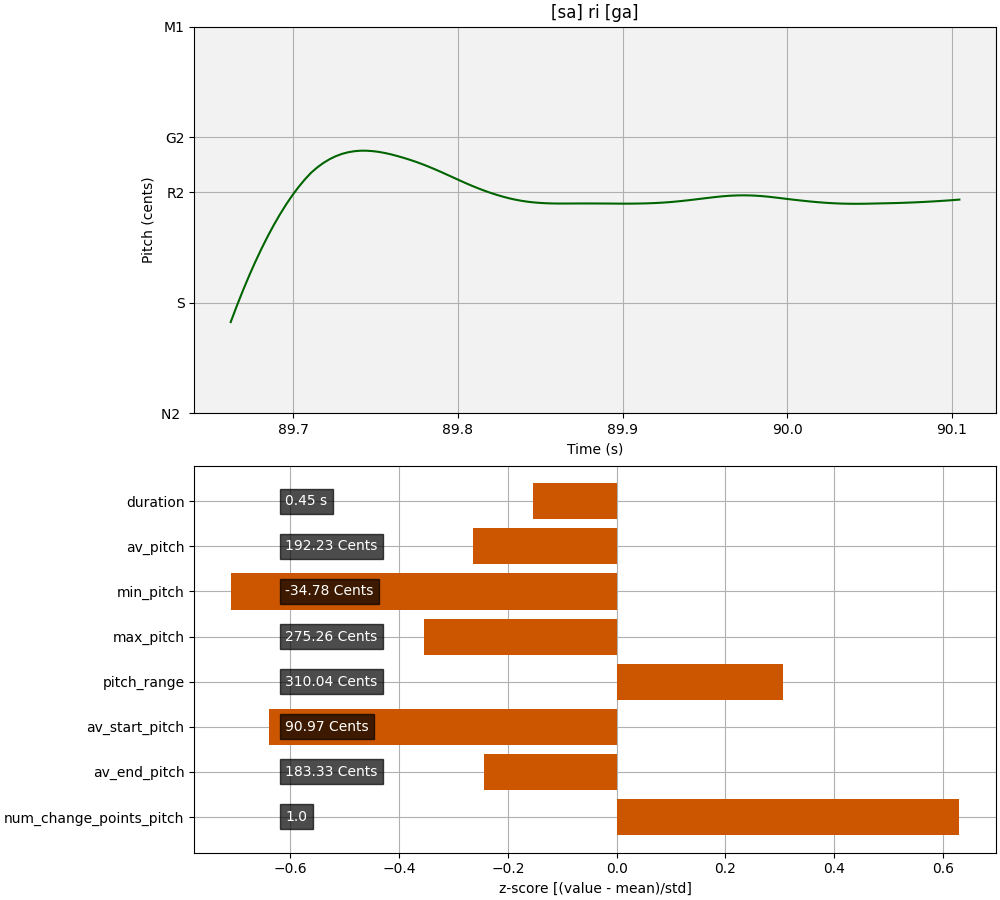 [sa] ri [ga]
M1
G2
R2
S
N2
Pitch (cents)
89.7 89.8 89.9 90.0 90.1
Time (s)
duration 0.45 s
av_pitch 192.23 Cents
min_pitch -34.78 Cents
max_pitch 275.26 Cents
pitch_range 310.04 Cents
av_start_pitch 90.97 Cents
av_end_pitch 183.33 Cents
num_change_points_pitch 1.0
−0.6 −0.4 −0.2 0.0 0.2 0.4 0.6
z-score [(value - mean)/std]